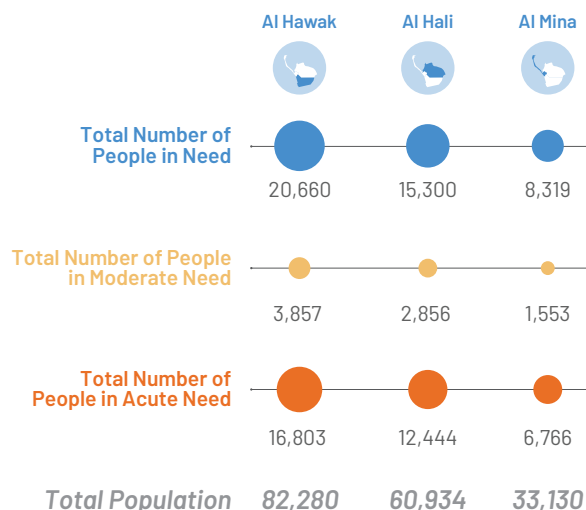 Al Hawak Al Hali Al Mina
Total Number of
People in Need
20,660 15,300 8,319
Total Number of People
in Moderate Need
3,857 2,856 1,553
Total Number of
People in Acute Need
16,803 12,444 6,766
Total Population 82,280 60,934 33,130